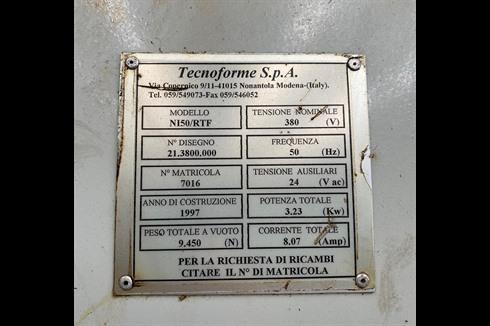 Tecnoforme S.p.A.
Via Copernico 9/11-41015 Nonantola Modena-(Italy).
Tel. 059/549073-Fax 059/546052
MODELLO
NI50/RTF
TENSIONE NOMINALE
380 (V)
N° DISEGNO
21.3800.000
FREQUENZA
50 (Hz)
N° MATRICOLA
7016
TENSIONE AUSILIARI
24 (V ac)
ANNO DI COSTRUZIONE
1997
POTENZA TOTALE
3.23 (Kw)
PESO TOTALE A VUOTO
9.450 (N)
CORRENTE TOTALE
8.07 (Amp)
PER LA RICHIESTA DI RICAMBI
CITARE IL N° DI MATRICOLA